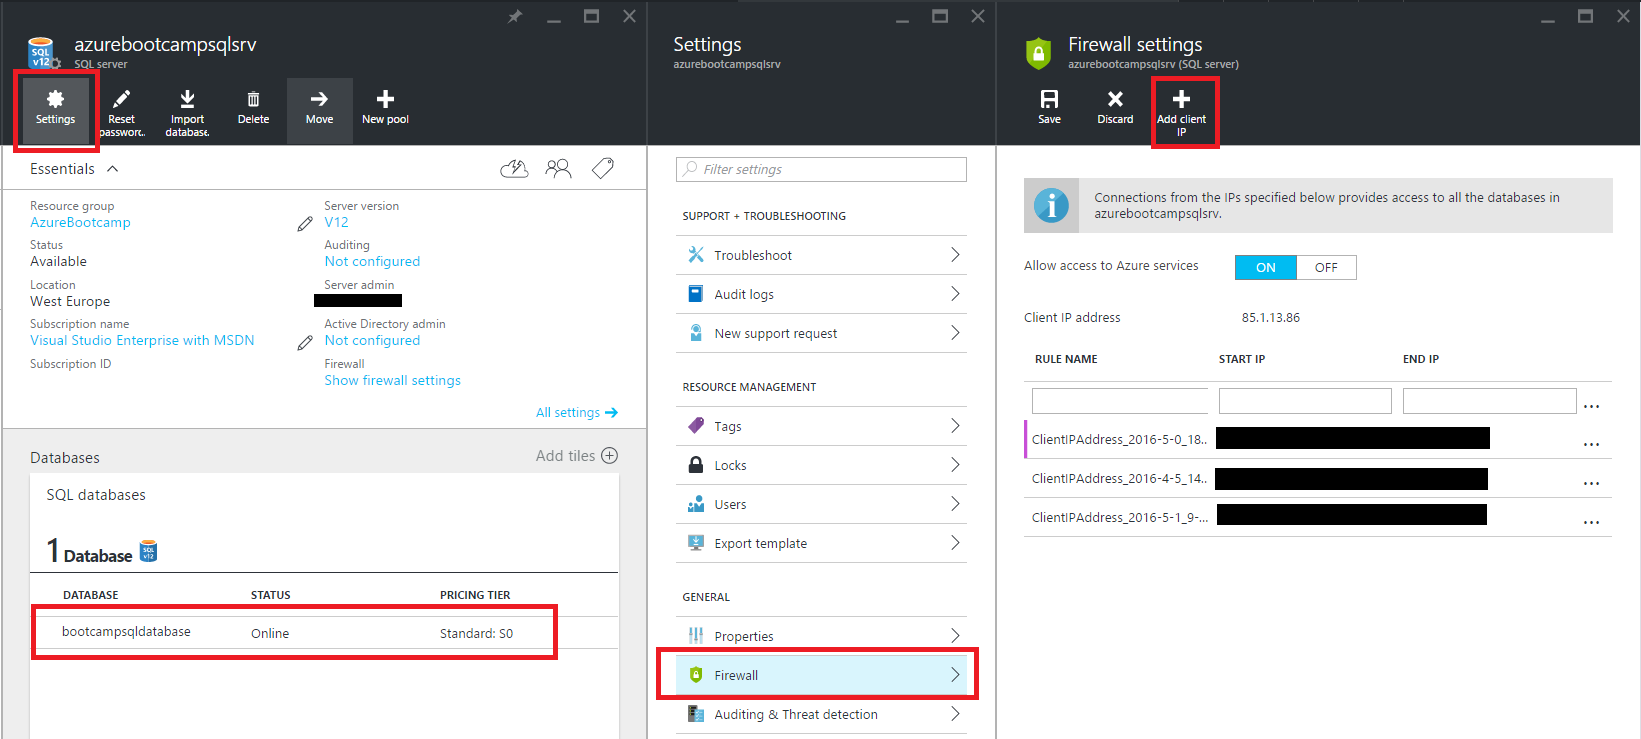 azurebootcampsqlsrv
SQL server
SQL
v12
Settings
Reset
passworc..
Import
database.
Delete
Move
New pool
Essentials
Resource group
AzureBootcamp
Status
Available
Location
West Europe
Subscription name
Visual Studio Enterprise with MSDN
Subscription ID
Server version
V12
Auditing
Not configured
Server admin
Active Directory admin
Not configured
Firewall
Show firewall settings
All settings
Databases
Add tiles
SQL databases
1 Database
SQL
v12
DATABASE STATUS PRICING TIER
bootcampsqldatabase Online Standard: S0
Settings
azurebootcampsqlsrv
Filter settings
SUPPORT + TROUBLESHOOTING
Troubleshoot
Audit logs
New support request
RESOURCE MANAGEMENT
Tags
Locks
Users
Export template
GENERAL
Properties
Firewall
Auditing & Threat detection
Firewall settings
azurebootcampsqlsrv (SQL server)
Save
Discard
Add client
IP
Connections from the IPs specified below provides access to all the databases in
azurebootcampsqlsrv.
Allow access to Azure services ON OFF
Client IP address 85.1.13.86
RULE NAME START IP END IP
...
ClientIPAddress_2016-5-0_18.. ...
ClientIPAddress_2016-4-5_14.. ...
ClientIPAddress_2016-5-1_9-... ...